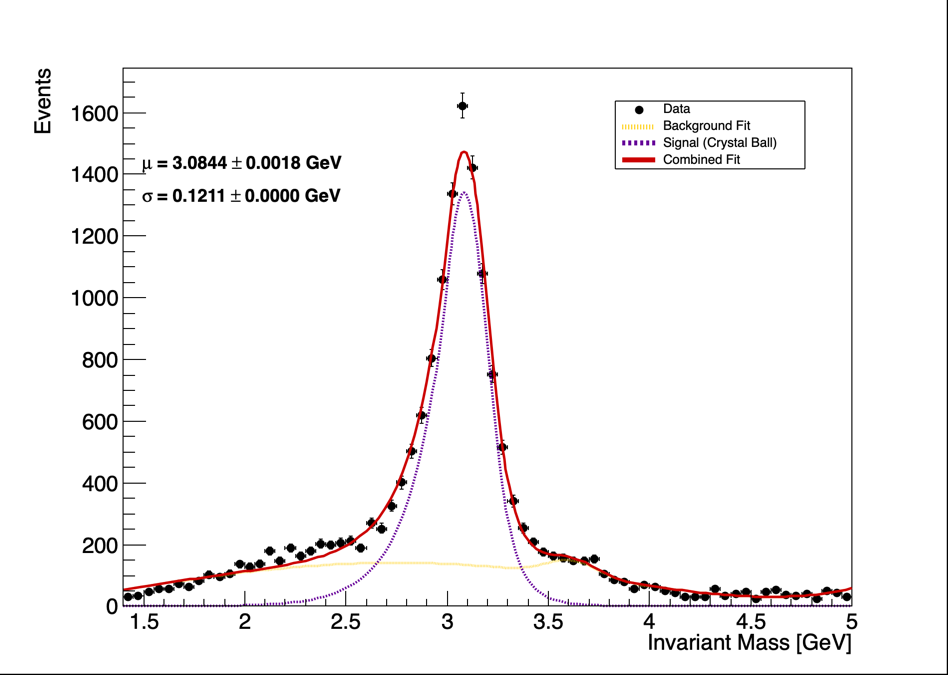 Events
1600
1400
1200
1000
800
600
400
200
0
μ = 3.0844 ± 0.0018 GeV
σ = 0.1211 ± 0.0000 GeV
Data
Background Fit
Signal (Crystal Ball)
Combined Fit
1.5 2 2.5 3 3.5 4 4.5 5
Invariant Mass [GeV]